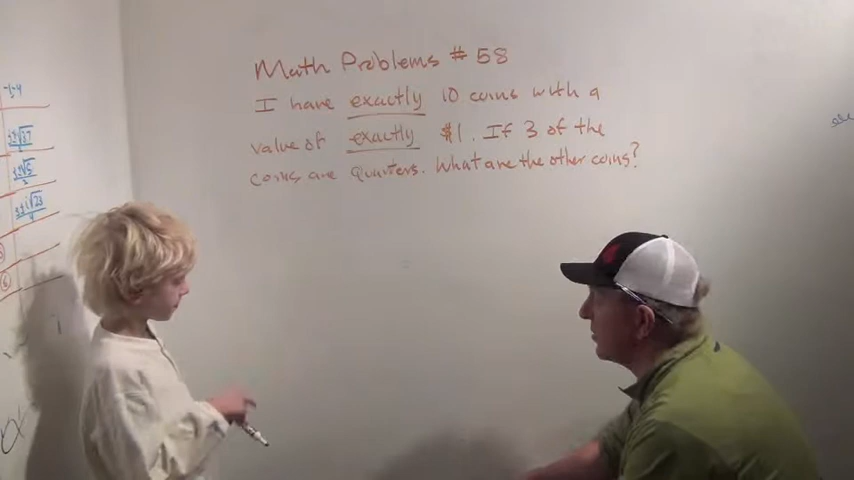 Math Problems # 58
I have exactly 10 coins with a
value of exactly $1. If 3 of the
coins are quarters. What are the other coins?